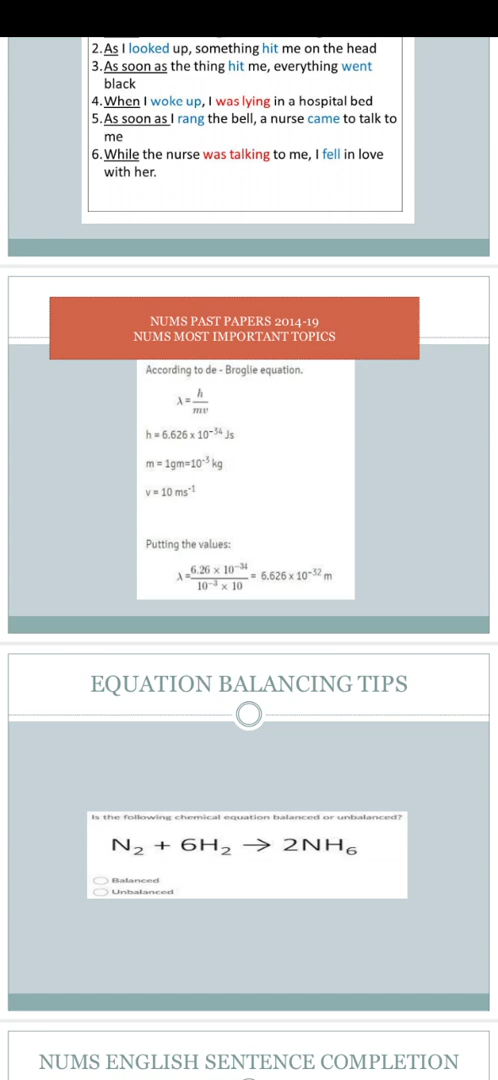 2. As I looked up, something hit me on the head
3. As soon as the thing hit me, everything went
black
4. When I woke up, I was lying in a hospital bed
5. As soon as I rang the bell, a nurse came to talk to
me
6. While the nurse was talking to me, I fell in love
with her.
NUMS PAST PAPERS 2014-19
NUMS MOST IMPORTANT TOPICS
According to de - Broglie equation.
λ = h/mv
h = 6.626 x 10⁻³⁴ Js
m = 1gm=10⁻³ kg
v = 10 ms⁻¹
Putting the values:
λ = (6.26 × 10⁻³⁴)/(10⁻³ × 10) = 6.626 x 10⁻³² m
EQUATION BALANCING TIPS
Is the following chemical equation balanced or unbalanced?
N₂ + 6H₂ → 2NH₆
Balanced
Unbalanced
NUMS ENGLISH SENTENCE COMPLETION